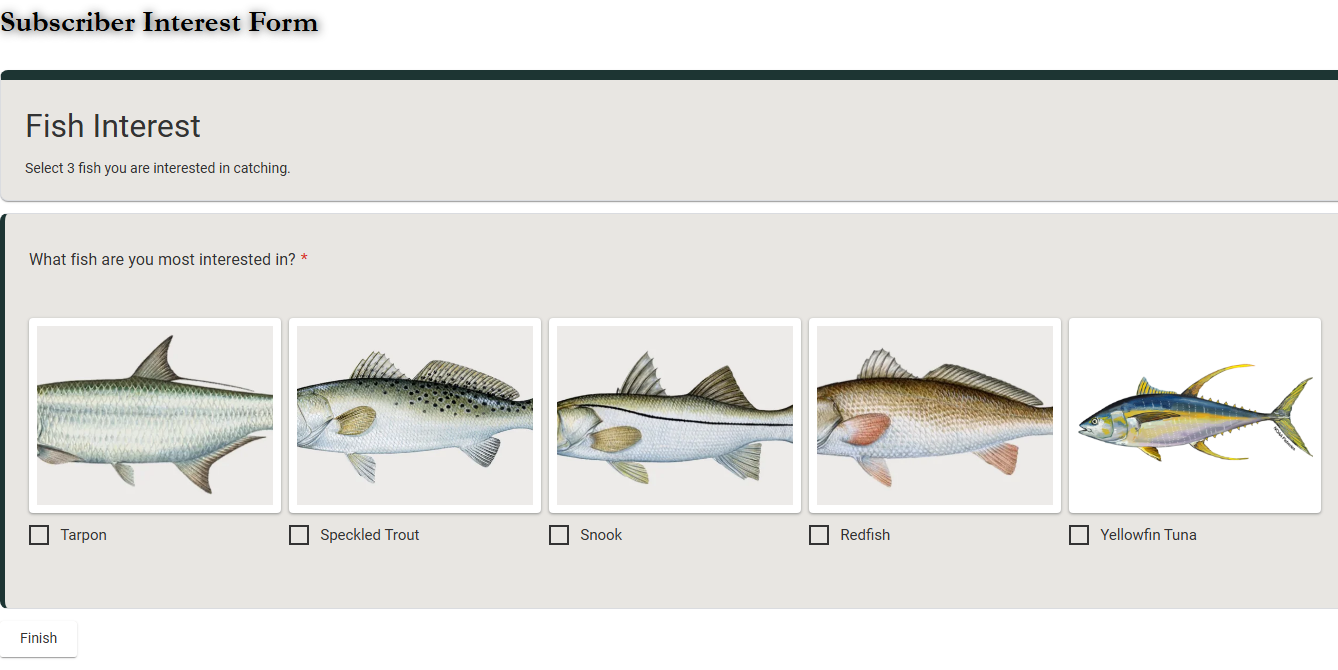 Subscriber Interest Form
Fish Interest
Select 3 fish you are interested in catching.
What fish are you most interested in? *
Tarpon
Speckled Trout
Snook
Redfish
Yellowfin Tuna
Finish